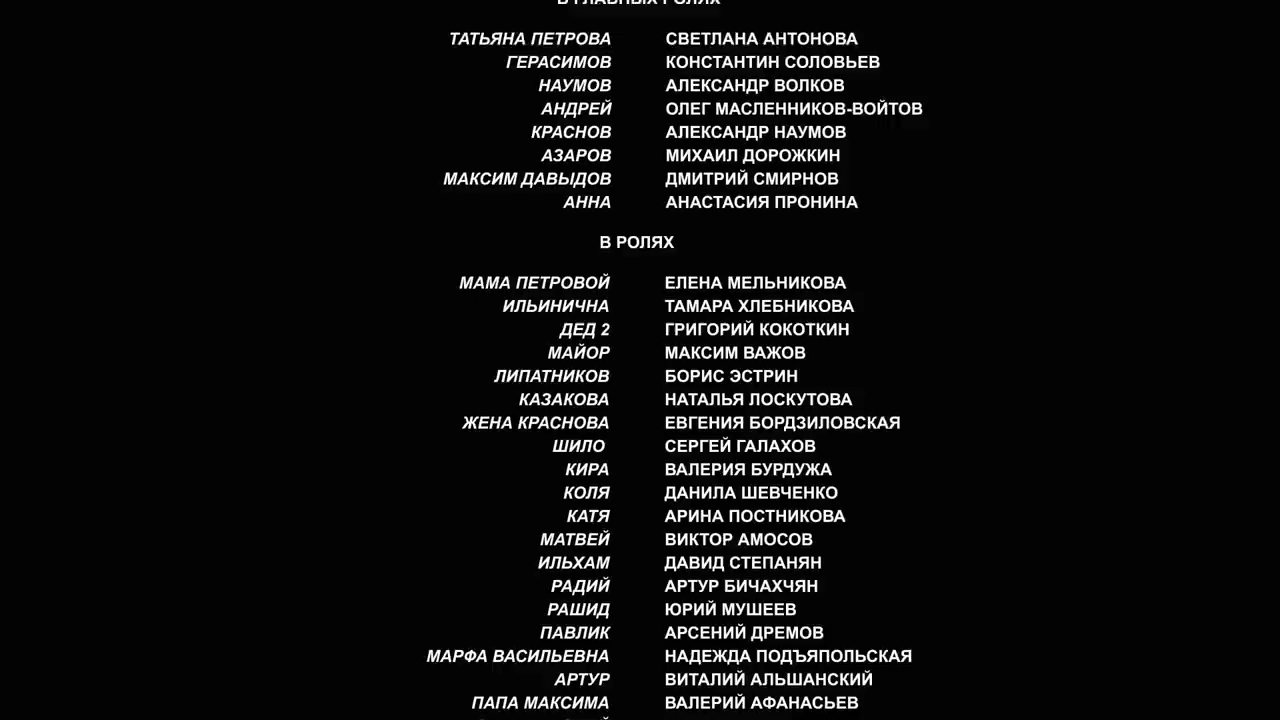 В ГЛАВНЫХ РОЛЯХ
ТАТЬЯНА ПЕТРОВА СВЕТЛАНА АНТОНОВА
ГЕРАСИМОВ КОНСТАНТИН СОЛОВЬЕВ
НАУМОВ АЛЕКСАНДР ВОЛКОВ
АНДРЕЙ ОЛЕГ МАСЛЕННИКОВ-ВОЙТОВ
КРАСНОВ АЛЕКСАНДР НАУМОВ
АЗАРОВ МИХАИЛ ДОРОЖКИН
МАКСИМ ДАВЫДОВ ДМИТРИЙ СМИРНОВ
АННА АНАСТАСИЯ ПРОНИНА
В РОЛЯХ
МАМА ПЕТРОВОЙ ЕЛЕНА МЕЛЬНИКОВА
ИЛЬИНИЧНА ТАМАРА ХЛЕБНИКОВА
ДЕД 2 ГРИГОРИЙ КОКОТКИН
МАЙОР МАКСИМ ВАЖОВ
ЛИПАТНИКОВ БОРИС ЭСТРИН
КАЗАКОВА НАТАЛЬЯ ЛОСКУТОВА
ЖЕНА КРАСНОВА ЕВГЕНИЯ БОРДЗИЛОВСКАЯ
ШИЛО СЕРГЕЙ ГАЛАХОВ
КИРА ВАЛЕРИЯ БУРДУЖА
КОЛЯ ДАНИЛА ШЕВЧЕНКО
КАТЯ АРИНА ПОСТНИКОВА
МАТВЕЙ ВИКТОР АМОСОВ
ИЛЬХАМ ДАВИД СТЕПАНЯН
РАДИЙ АРТУР БИЧАХЧЯН
РАШИД ЮРИЙ МУШЕЕВ
ПАВЛИК АРСЕНИЙ ДРЕМОВ
МАРФА ВАСИЛЬЕВНА НАДЕЖДА ПОДЪЯПОЛЬСКАЯ
АРТУР ВИТАЛИЙ АЛЬШАНСКИЙ
ПАПА МАКСИМА ВАЛЕРИЙ АФАНАСЬЕВ